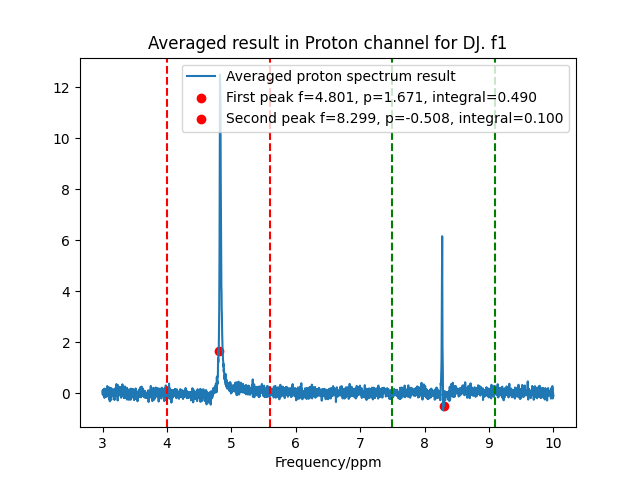 Averaged result in Proton channel for DJ. f1
Averaged proton spectrum result
First peak f=4.801, p=1.671, integral=0.490
Second peak f=8.299, p=-0.508, integral=0.100
12
10
8
6
4
2
0
3 4 5 6 7 8 9 10
Frequency/ppm